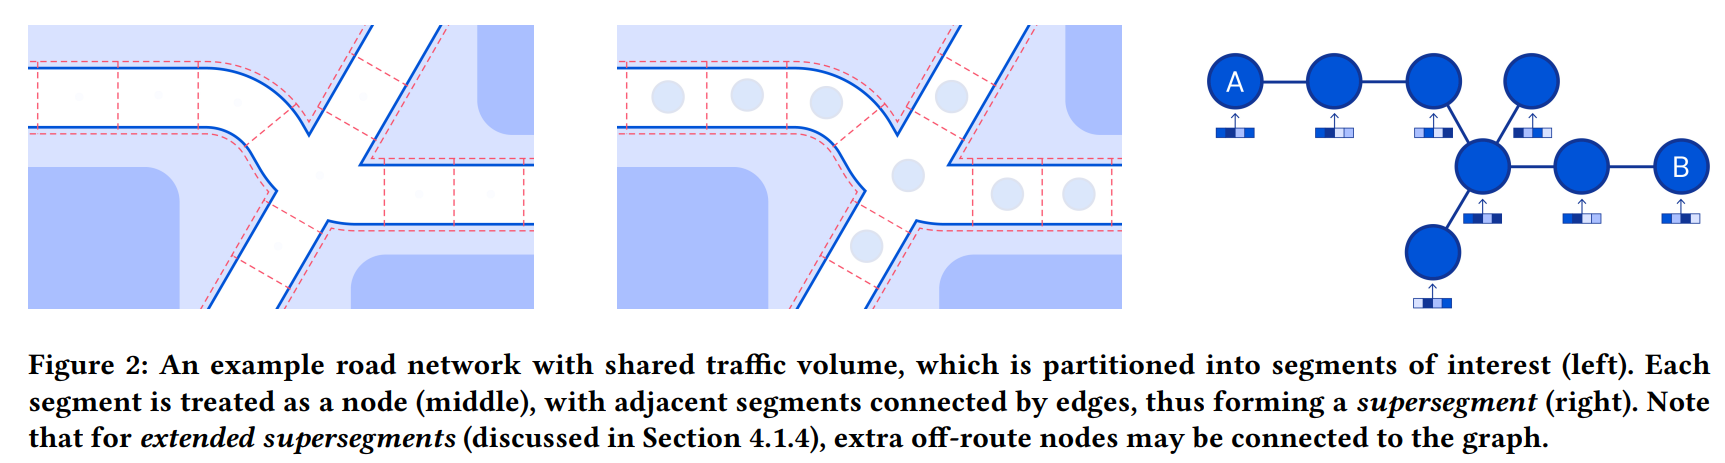 A
B
Figure 2: An example road network with shared traffic volume, which is partitioned into segments of interest (left). Each
segment is treated as a node (middle), with adjacent segments connected by edges, thus forming a supersegment (right). Note
that for extended supersegments (discussed in Section 4.1.4), extra off-route nodes may be connected to the graph.